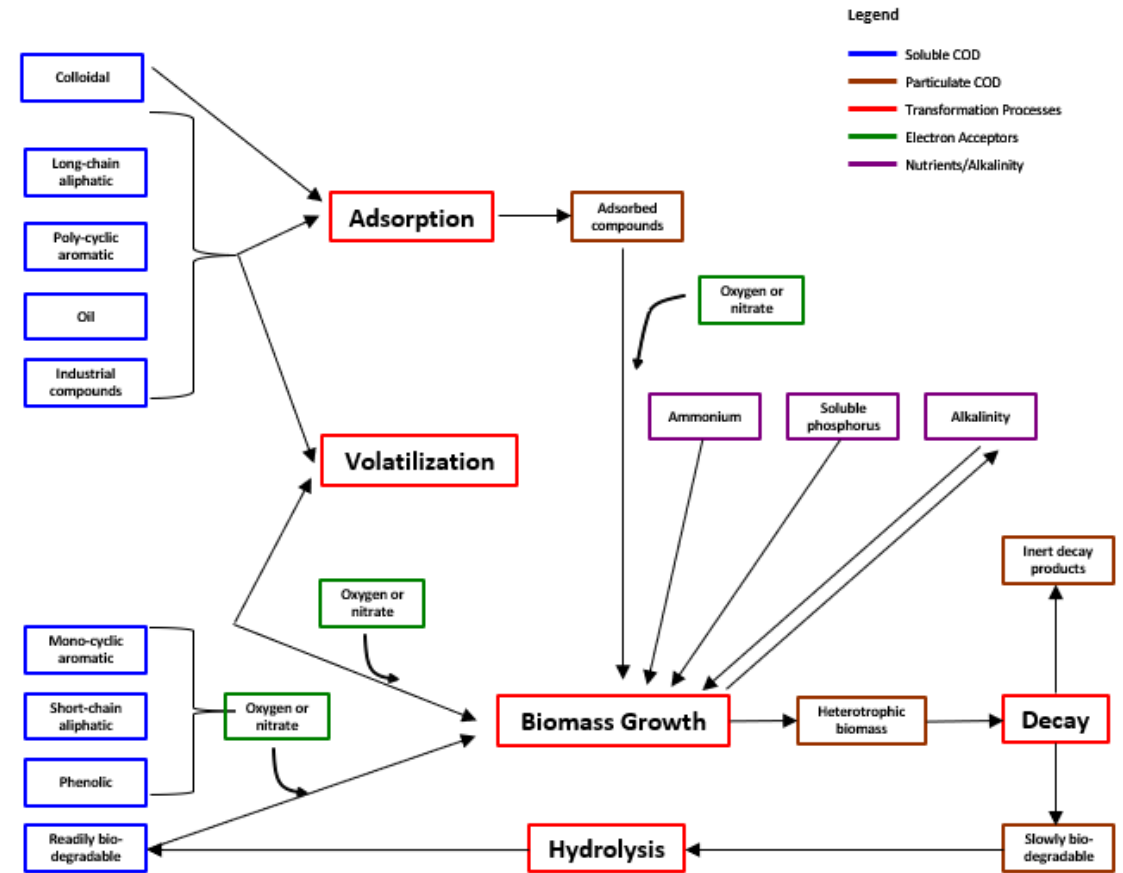 Legend
Soluble COD
Particulate COD
Transformation Processes
Electron Acceptors
Nutrients/Alkalinity
Colloidal
Long-chain
aliphatic
Poly-cyclic
aromatic
Oil
Industrial
compounds
Adsorption
Adsorbed
compounds
Oxygen or
nitrate
Ammonium
Soluble
phosphorus
Alkalinity
Volatilization
Oxygen or
nitrate
Mono-cyclic
aromatic
Short-chain
aliphatic
Phenolic
Readily bio-
degradable
Oxygen or
nitrate
Biomass Growth
Heterotrophic
biomass
Decay
Inert decay
products
Slowly bio-
degradable
Hydrolysis